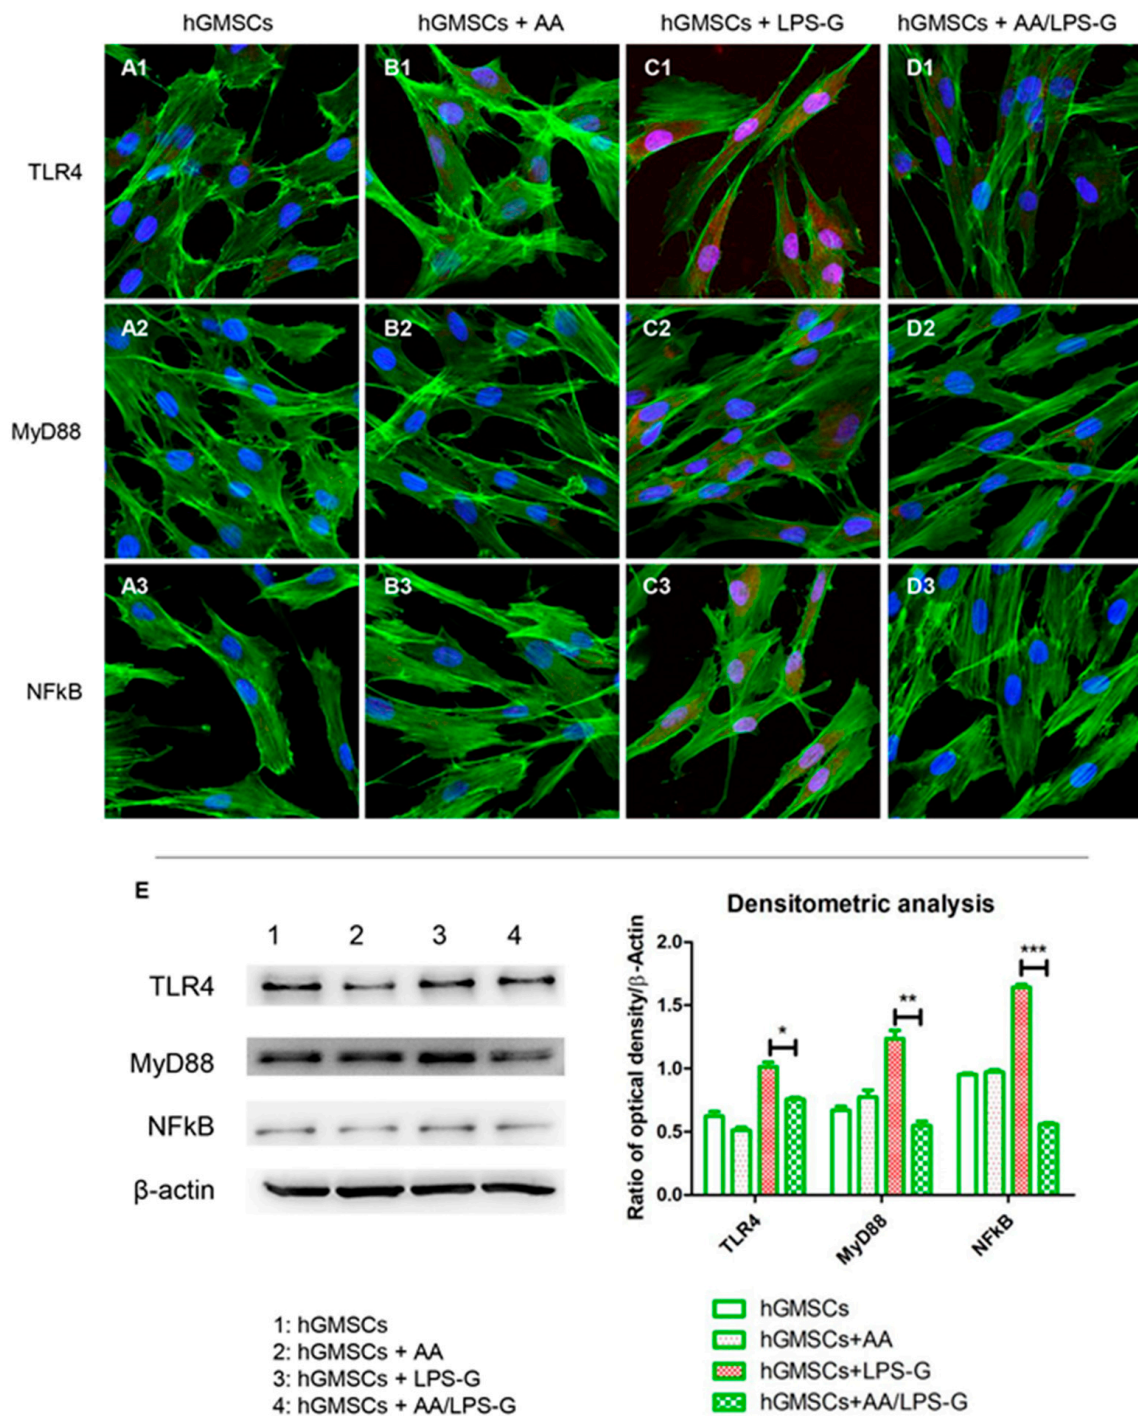 hGMSCs hGMSCs + AA hGMSCs + LPS-G hGMSCs + AA/LPS-G
A1 B1 C1 D1
TLR4
A2 B2 C2 D2
MyD88
A3 B3 C3 D3
NFkB
E
1 2 3 4
TLR4
MyD88
NFkB
β-actin
1: hGMSCs
2: hGMSCs + AA
3: hGMSCs + LPS-G
4: hGMSCs + AA/LPS-G
Densitometric analysis
Ratio of optical density/β-Actin
2.0
1.5
1.0
0.5
0.0
*
**
***
TLR4
MyD88
NFkB
hGMSCs
hGMSCs+AA
hGMSCs+LPS-G
hGMSCs+AA/LPS-G